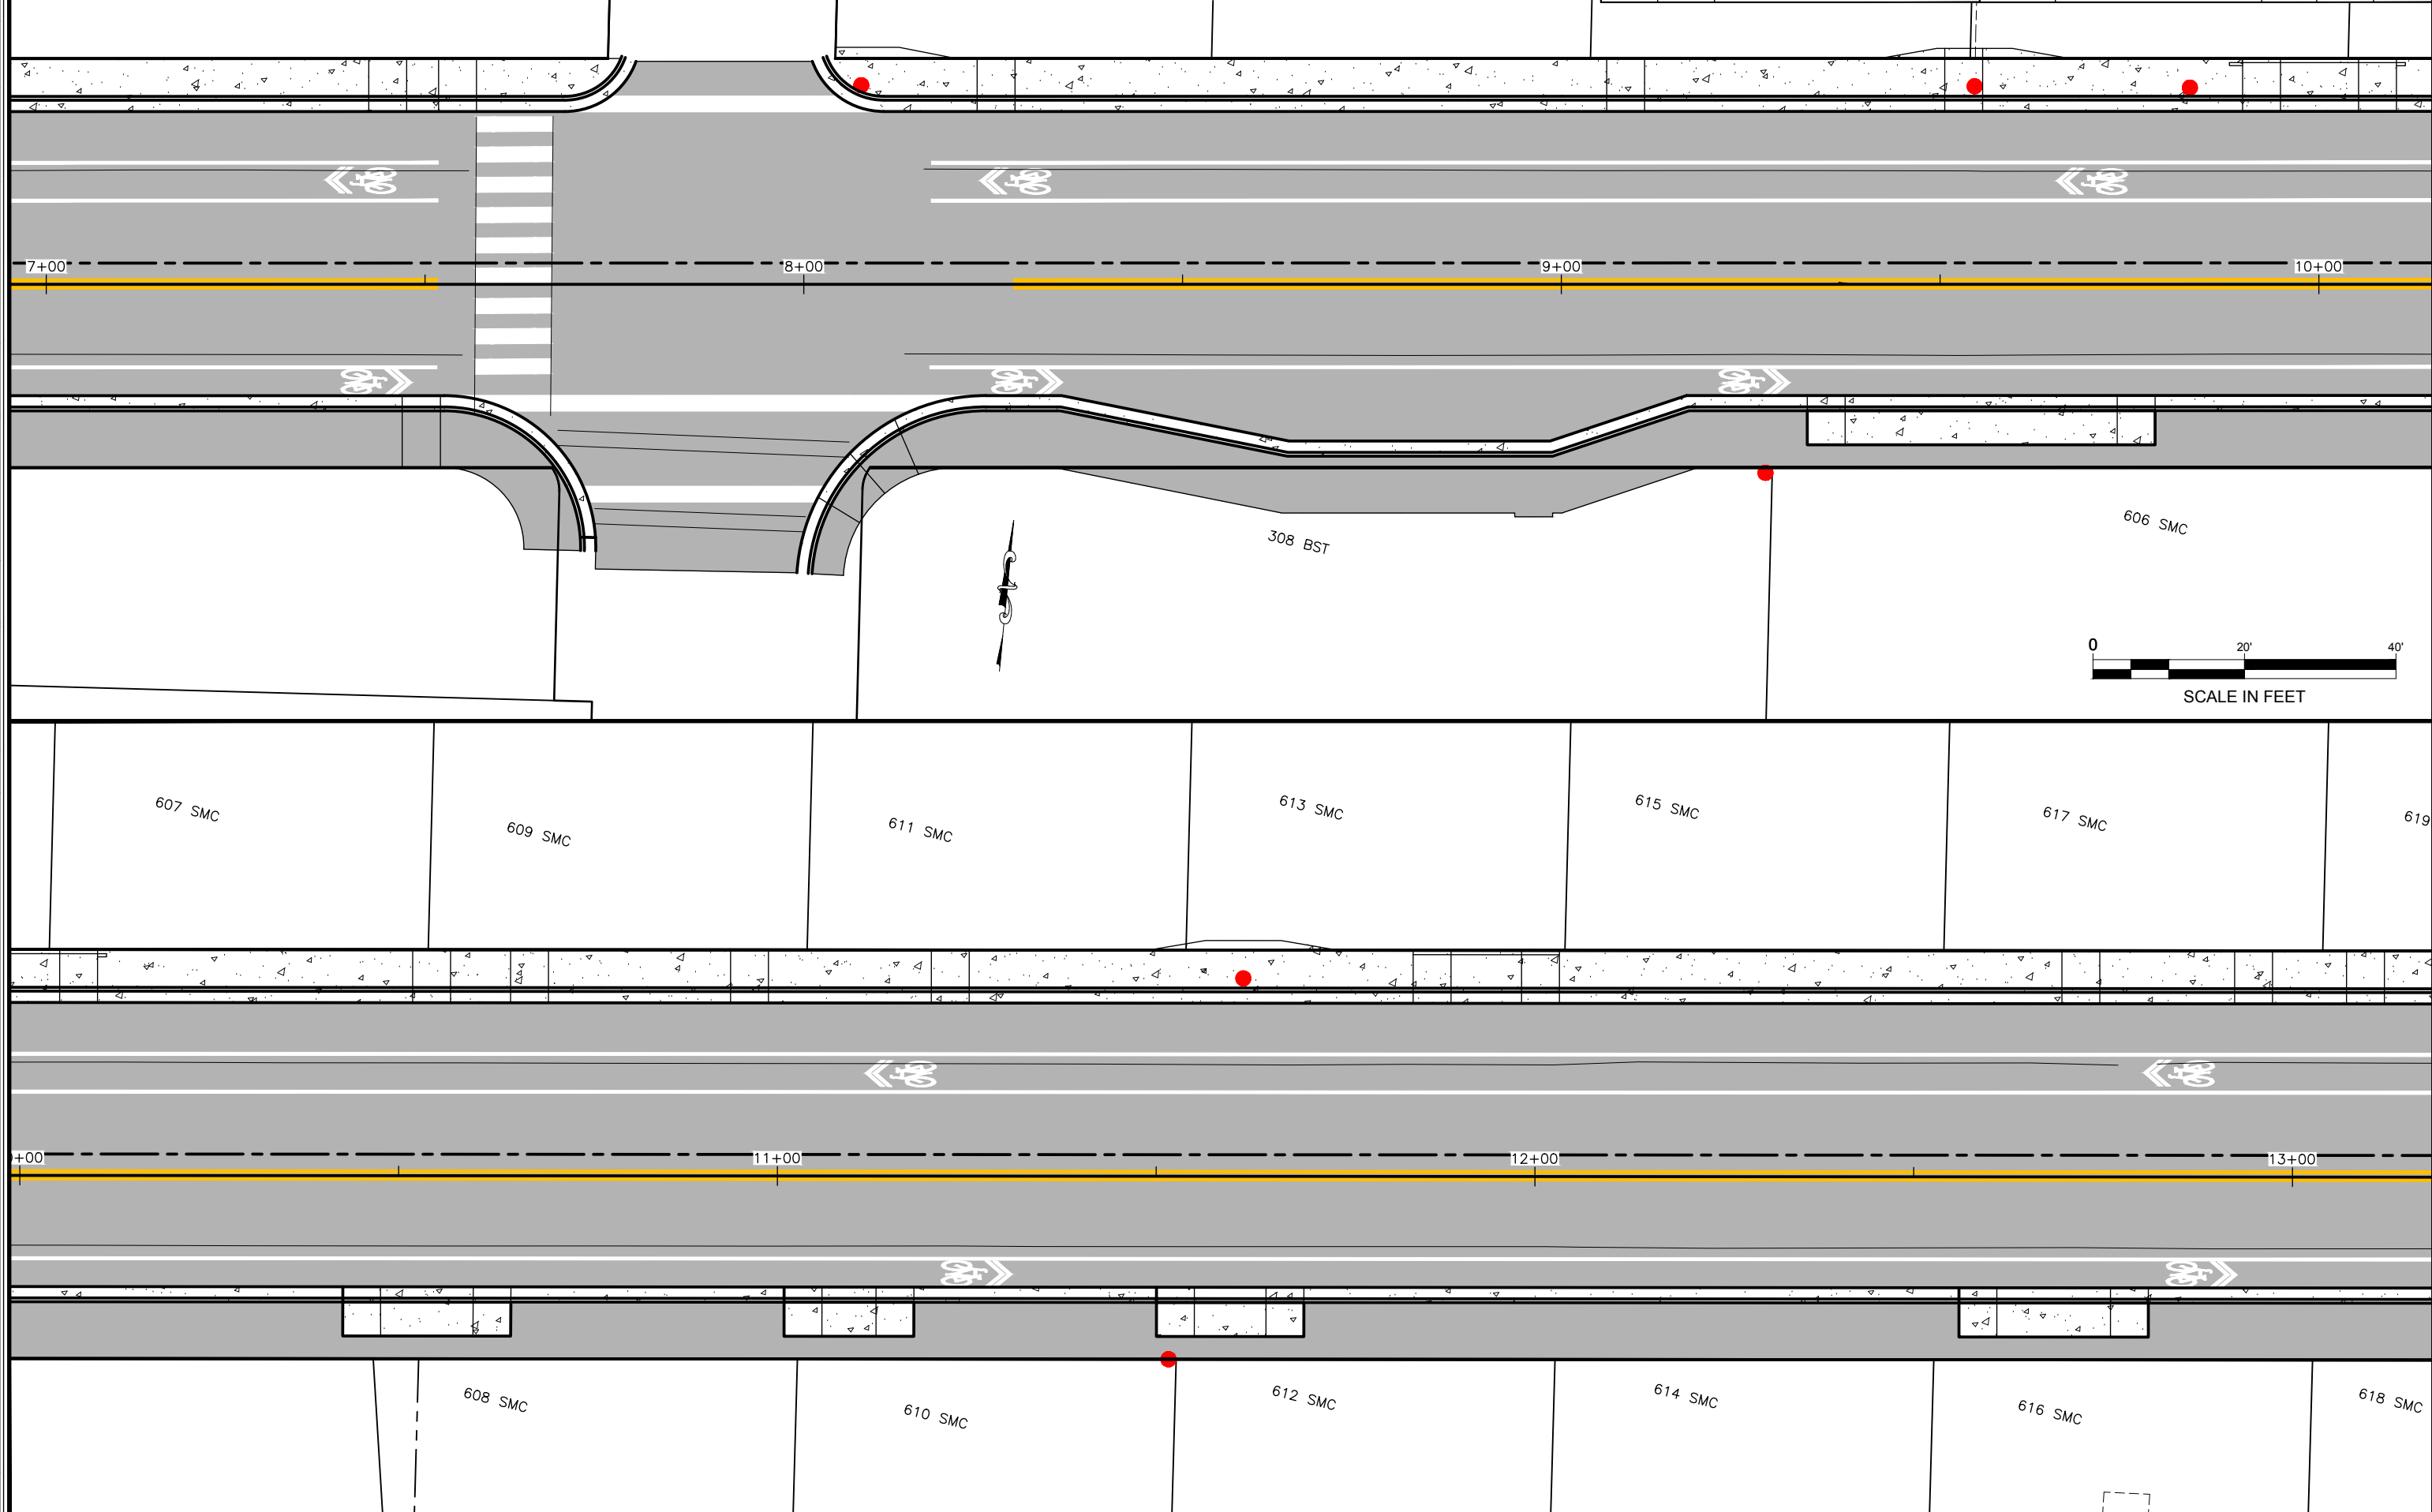 7+00 8+00 9+00 10+00
308 BST
606 SMC
0 20' 40'
SCALE IN FEET
607 SMC
609 SMC
611 SMC
613 SMC
615 SMC
617 SMC
619
0+00 11+00 12+00 13+00
608 SMC
610 SMC
612 SMC
614 SMC
616 SMC
618 SMC